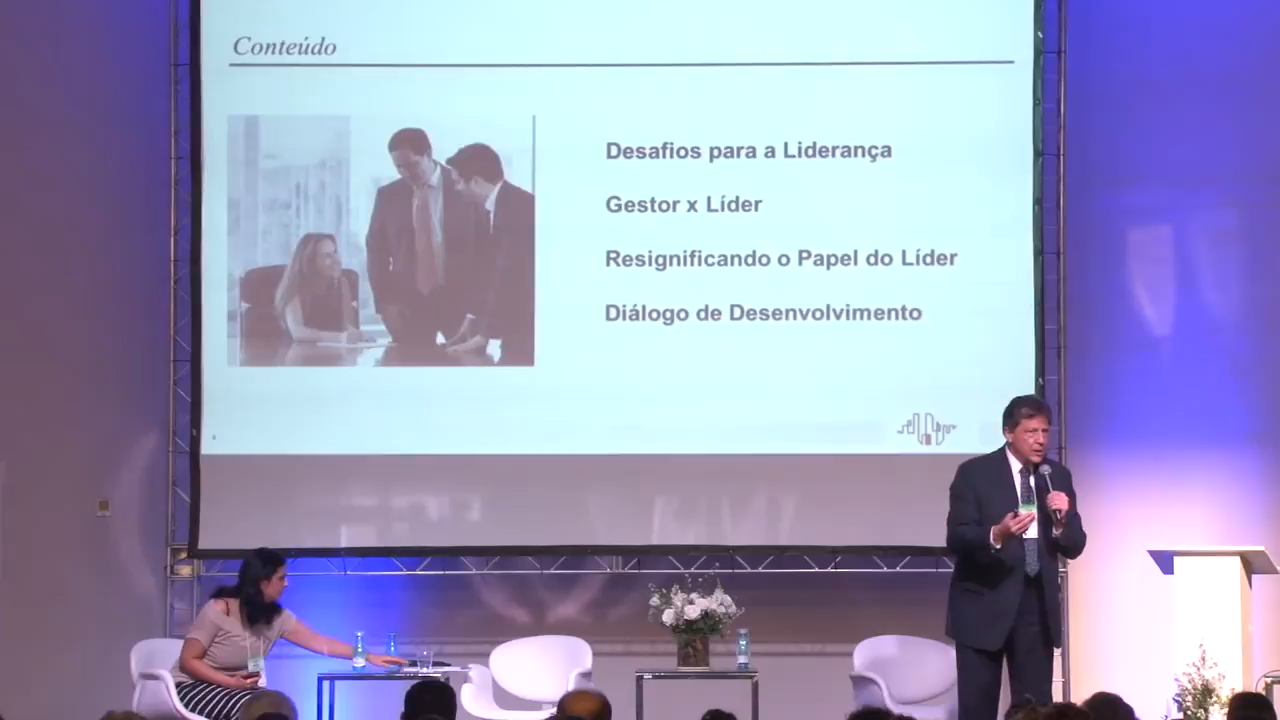 Conteúdo
Desafios para a Liderança
Gestor x Líder
Resignificando o Papel do Líder
Diálogo de Desenvolvimento